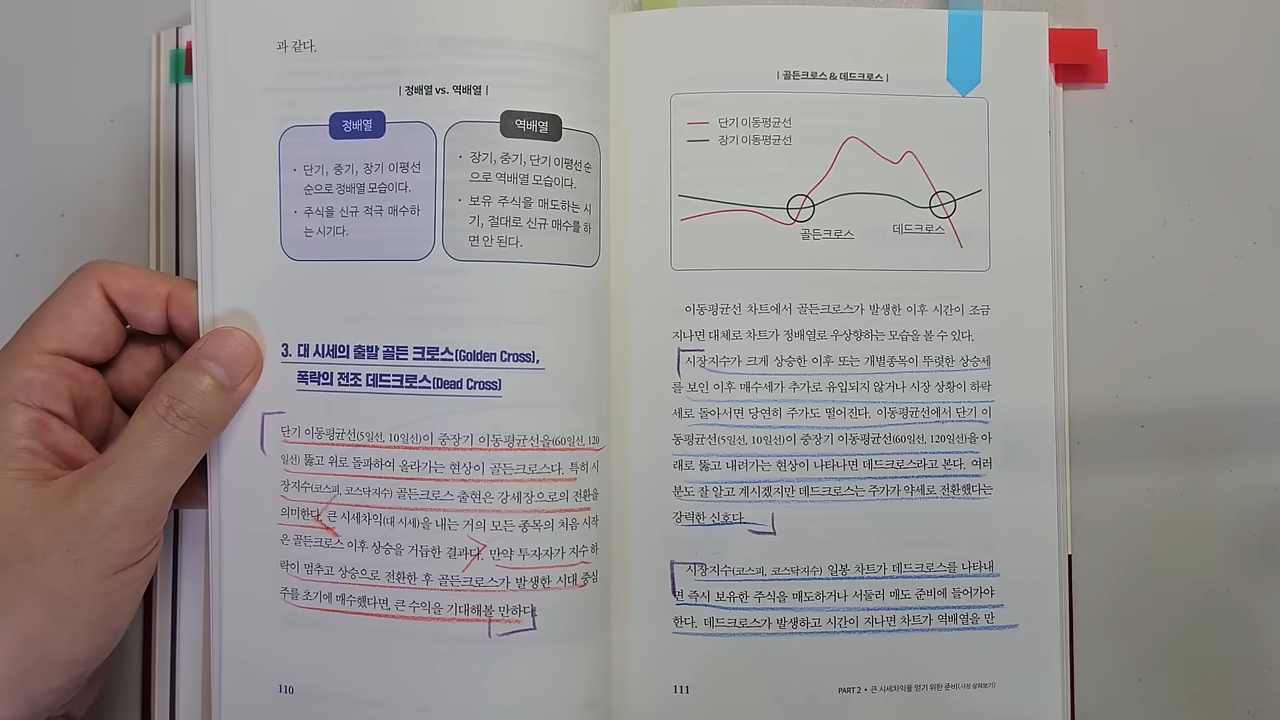 과 같다.
| 정배열 vs. 역배열 |
정배열
• 단기, 중기, 장기 이평선
순으로 정배열 모습이다.
• 주식을 신규 적극 매수하
는 시기다.
역배열
• 장기, 중기, 단기 이평선 순
으로 역배열 모습이다.
• 보유 주식을 매도하는 시
기, 절대로 신규 매수를 하
면 안 된다.
3. 대 시세의 출발 골든 크로스(Golden Cross),
폭락의 전조 데드크로스(Dead Cross)
단기 이동평균선(5일선, 10일선)이 중장기 이동평균선을(60일선, 120
일선) 뚫고 위로 돌파하여 올라가는 현상이 골든크로스다. 특히 시
장지수(코스피, 코스닥지수) 골든크로스 출현은 강세장으로의 전환을
의미한다. 큰 시세차익(대 시세)을 내는 거의 모든 종목의 처음 시작
은 골든크로스 이후 상승을 거듭한 결과다. 만약 투자자가 지수 하
락이 멈추고 상승으로 전환한 후 골든크로스가 발생한 시대 중심
주를 초기에 매수했다면, 큰 수익을 기대해볼 만하다.
110
| 골든크로스 & 데드크로스 |
단기 이동평균선
장기 이동평균선
골든크로스
데드크로스
이동평균선 차트에서 골든크로스가 발생한 이후 시간이 조금
지나면 대체로 차트가 정배열로 우상향하는 모습을 볼 수 있다.
시장지수가 크게 상승한 이후 또는 개별종목이 뚜렷한 상승세
를 보인 이후 매수세가 추가로 유입되지 않거나 시장 상황이 하락
세로 돌아서면 당연히 주가도 떨어진다. 이동평균선에서 단기 이
동평균선(5일선, 10일선)이 중장기 이동평균선(60일선, 120일선)을 아
래로 뚫고 내려가는 현상이 나타나면 데드크로스라고 본다. 여러
분도 잘 알고 계시겠지만 데드크로스는 주가가 약세로 전환했다는
강력한 신호다.
시장지수(코스피, 코스닥지수) 일봉 차트가 데드크로스를 나타내
면 즉시 보유한 주식을 매도하거나 서둘러 매도 준비에 들어가야
한다. 데드크로스가 발생하고 시간이 지나면 차트가 역배열을 만
111
PART 2 • 큰 시세차익을 얻기 위한 준비(시장 살펴보기)